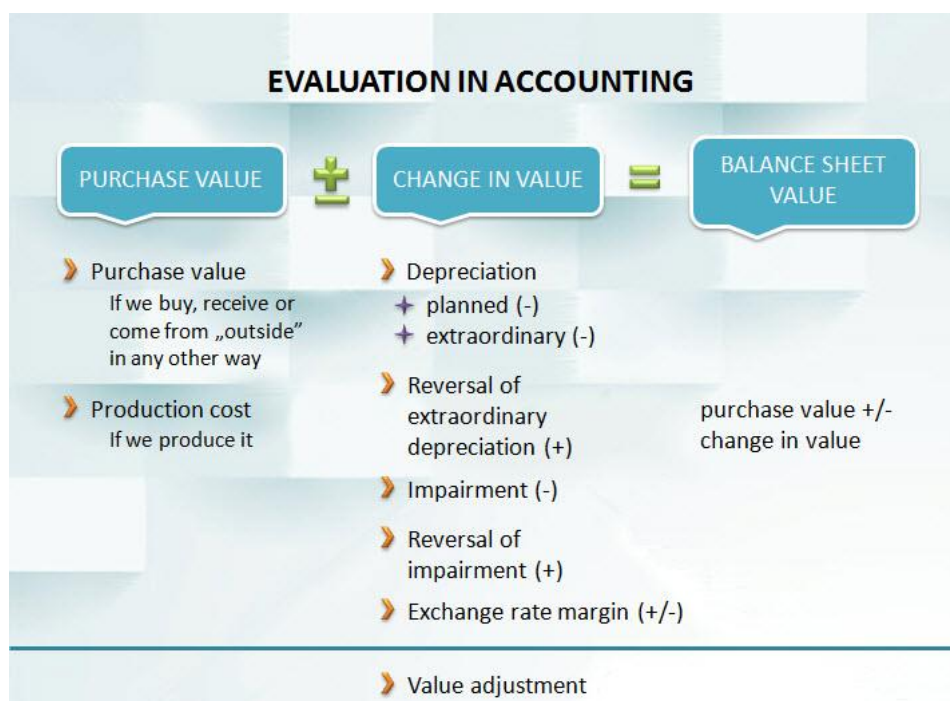 EVALUATION IN ACCOUNTING
PURCHASE VALUE
±
CHANGE IN VALUE
=
BALANCE SHEET
VALUE
Purchase value
If we buy, receive or
come from „outside”
in any other way
Production cost
If we produce it
Depreciation
planned (-)
extraordinary (-)
Reversal of
extraordinary
depreciation (+)
Impairment (-)
Reversal of
impairment (+)
Exchange rate margin (+/-)
purchase value +/-
change in value
Value adjustment